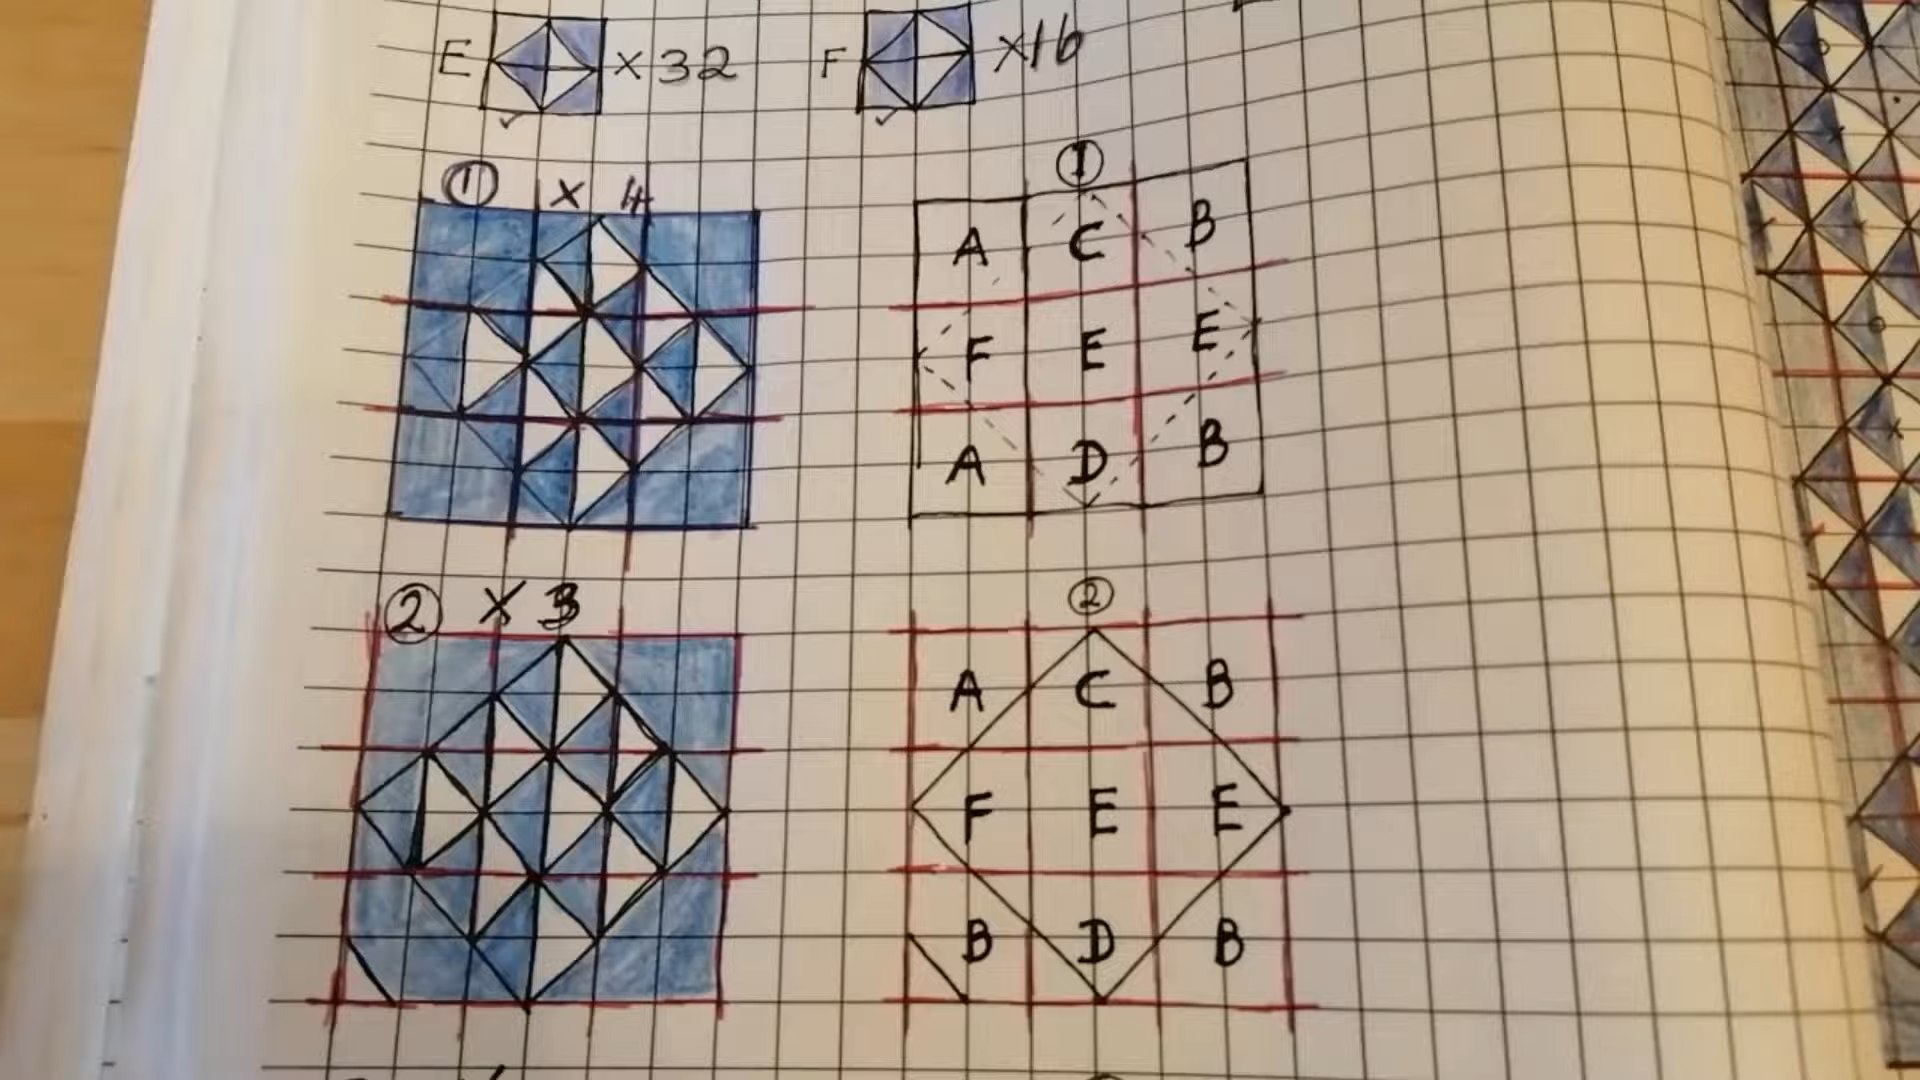 E ×32 F ×16
① × 4 ①
A C B
F E E
A D B
② × 3 ②
A C B
F E E
B D B